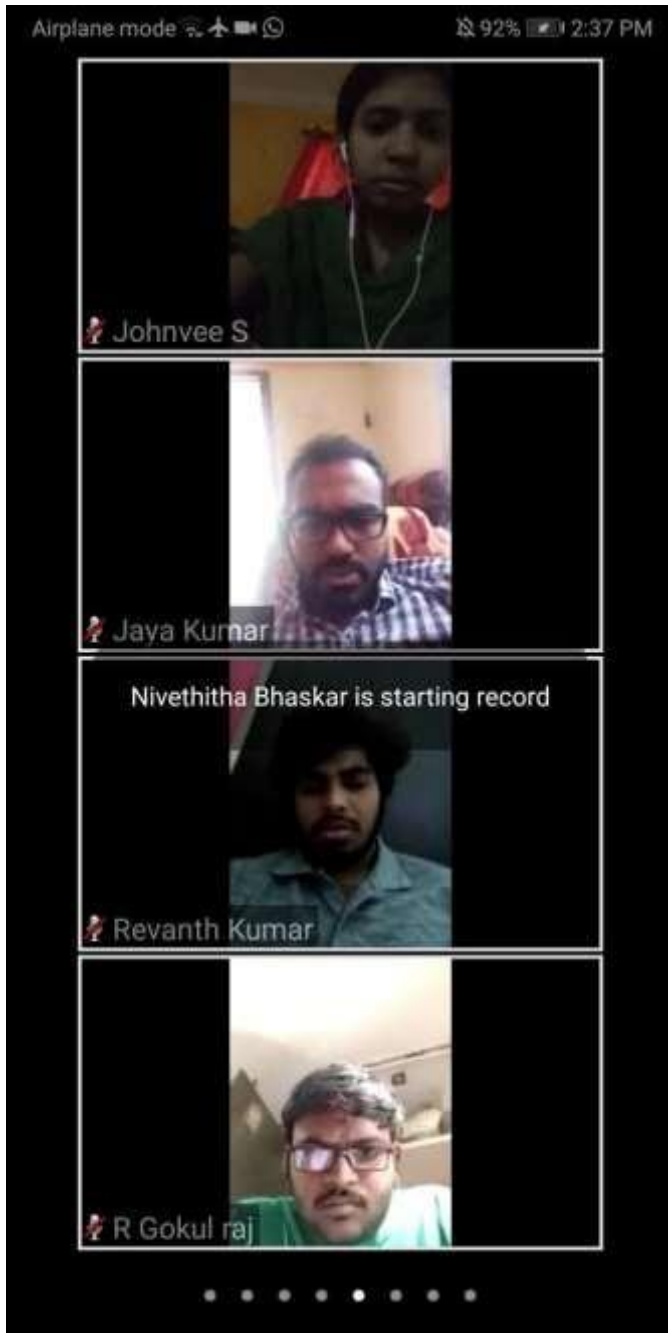 Airplane mode 92% 2:37 PM
Johnvee S
Jaya Kumar
Nivethitha Bhaskar is starting record
Revanth Kumar
R Gokul raj